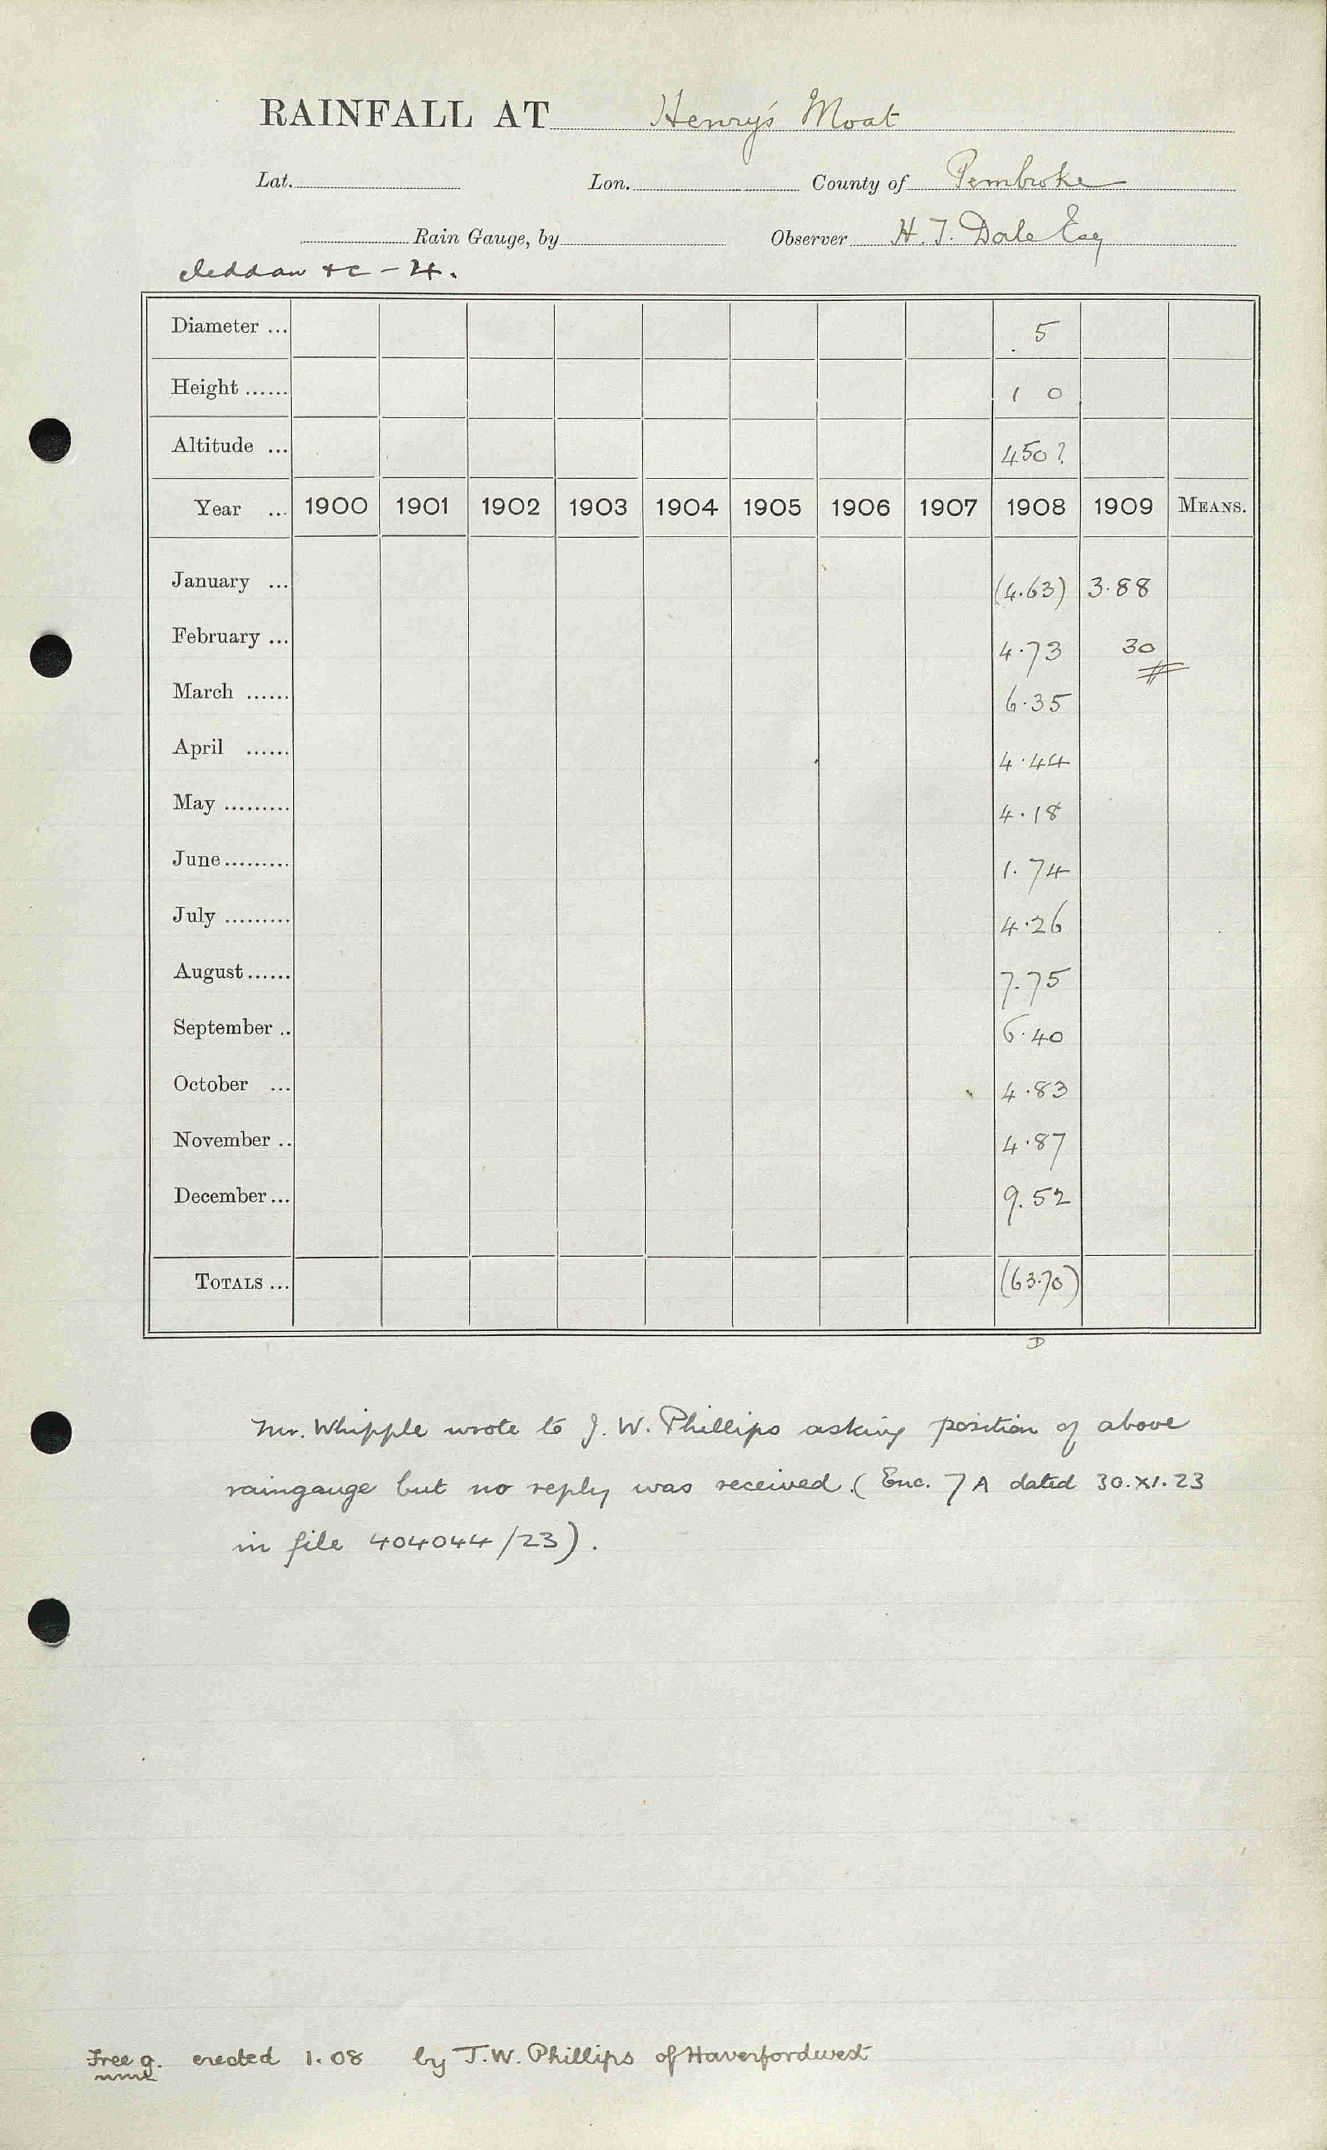 RAINFALL AT Henry's Moat
Lat. Lon. County of Pembroke
Rain Gauge, by Observer H. T. Dale Esq
Cleddau &c - 4.
Diameter ... 5
Height ...... 1 0
Altitude ... 450?
Year ... 1900 1901 1902 1903 1904 1905 1906 1907 1908 1909 MEANS.
January ... (4.63) 3.88
February ... 4.73 30
March ...... 6.35
April ...... 4.44
May ......... 4.18
June ......... 1.74
July ......... 4.26
August ...... 7.75
September .. 6.40
October ... 4.83
November .. 4.87
December ... 9.52
TOTALS ... (63.70)
D
Mr. Whipple wrote to J. W. Phillips asking position of above
raingauge but no reply was received. (Enc. 7A dated 30.XI.23
in file 404044/23).
Free g. erected 1.08 by J.W. Phillips of Haverfordwest